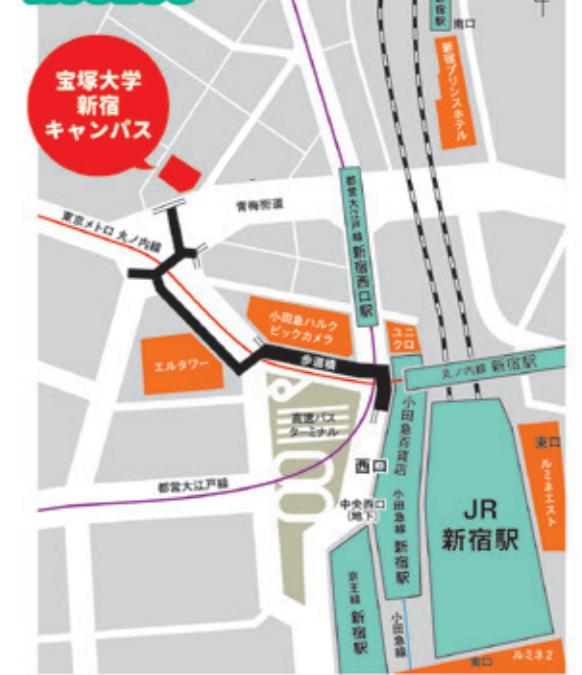 駅
南口
新宿プリンスホテル
宝塚大学
新宿
キャンパス
青梅街道
東京メトロ 丸ノ内線
都営大江戸線 新宿西口駅
小田急ハルク
ビックカメラ
ユニ
クロ
エルタワー
歩道橋
丸ノ内線 新宿駅
高速バス
ターミナル
小田急百貨店
西口
東口
ルミネエスト
都営大江戸線
中央西口
(地下)
小田急線 新宿駅
JR
新宿駅
京王線 新宿駅
小田急線
南口
ルミネ2